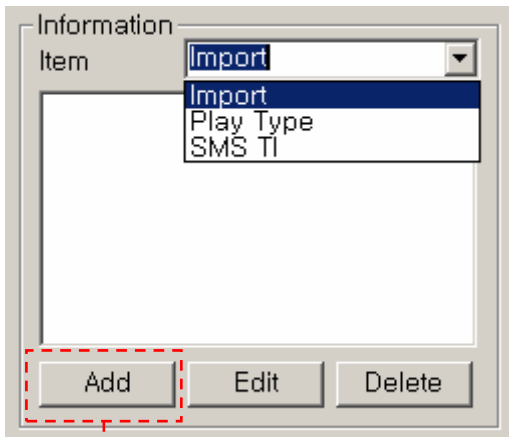 Information
Item Import
Import
Play Type
SMS TI
Add Edit Delete